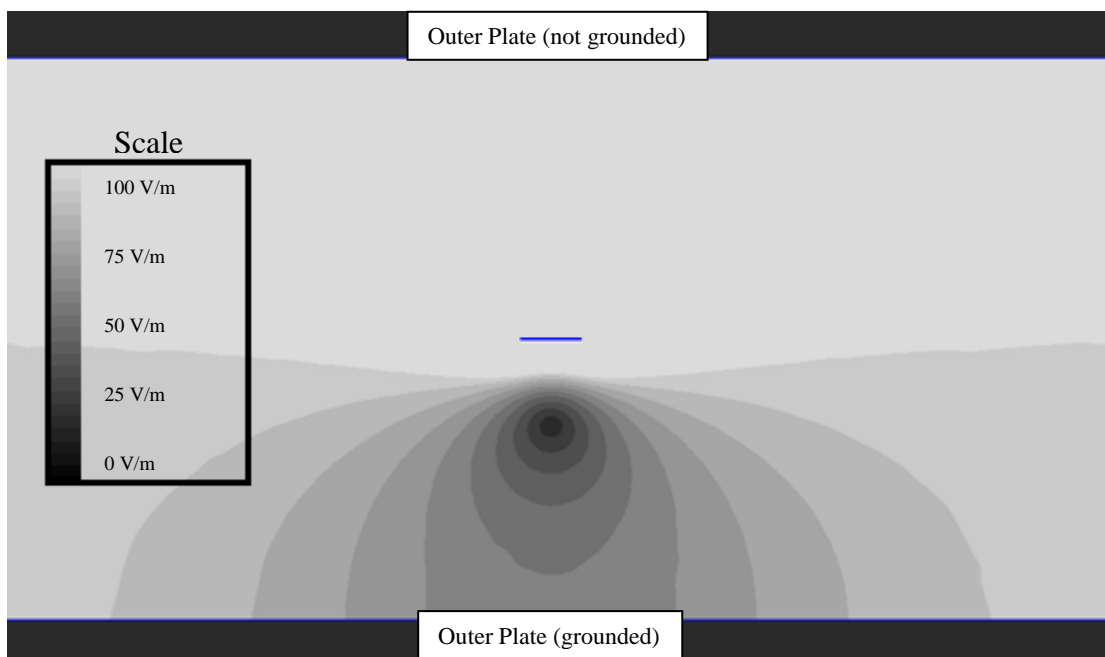 Outer Plate (not grounded)
Scale
100 V/m
75 V/m
50 V/m
25 V/m
0 V/m
Outer Plate (grounded)